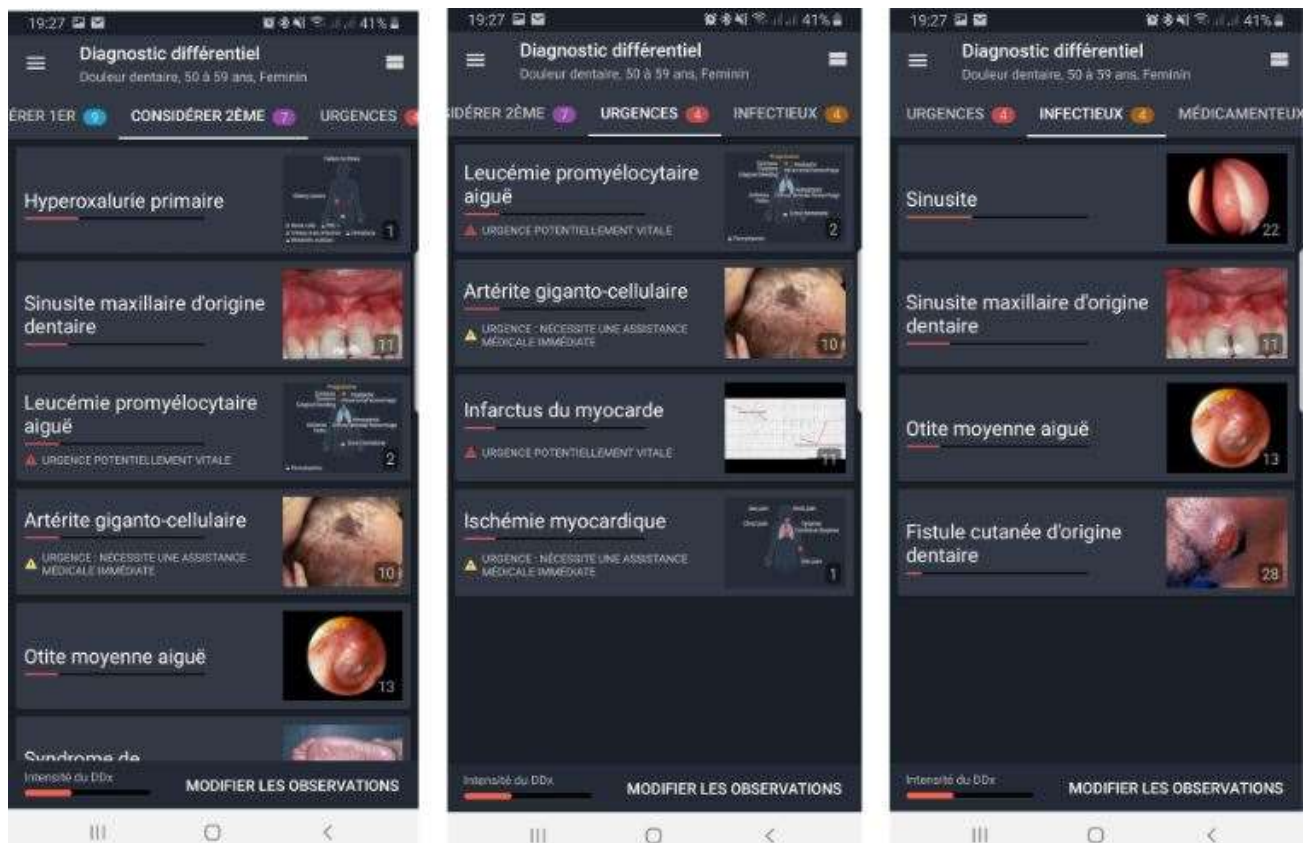 19:27 41%
Diagnostic différentiel
Douleur dentaire, 50 à 59 ans, Feminin
ÉRER 1ER 9 CONSIDÉRER 2ÈME 7 URGENCES
Hyperoxalurie primaire
1
Sinusite maxillaire d'origine
dentaire
11
Leucémie promyélocytaire
aiguë
URGENCE POTENTIELLEMENT VITALE
2
Artérite giganto-cellulaire
URGENCE : NÉCESSITE UNE ASSISTANCE
MÉDICALE IMMÉDIATE
10
Otite moyenne aiguë
13
Syndrome de
Intensité du DDx
MODIFIER LES OBSERVATIONS
19:27 41%
Diagnostic différentiel
Douleur dentaire, 50 à 59 ans, Feminin
IDÉRER 2ÈME 7 URGENCES 4 INFECTIEUX 4
Leucémie promyélocytaire
aiguë
URGENCE POTENTIELLEMENT VITALE
2
Artérite giganto-cellulaire
URGENCE : NÉCESSITE UNE ASSISTANCE
MÉDICALE IMMÉDIATE
10
Infarctus du myocarde
URGENCE POTENTIELLEMENT VITALE
11
Ischémie myocardique
URGENCE : NÉCESSITE UNE ASSISTANCE
MÉDICALE IMMÉDIATE
1
Intensité du DDx
MODIFIER LES OBSERVATIONS
19:27 41%
Diagnostic différentiel
Douleur dentaire, 50 à 59 ans, Feminin
URGENCES 4 INFECTIEUX 4 MÉDICAMENTEUX
Sinusite
22
Sinusite maxillaire d'origine
dentaire
11
Otite moyenne aiguë
13
Fistule cutanée d'origine
dentaire
28
Intensité du DDx
MODIFIER LES OBSERVATIONS